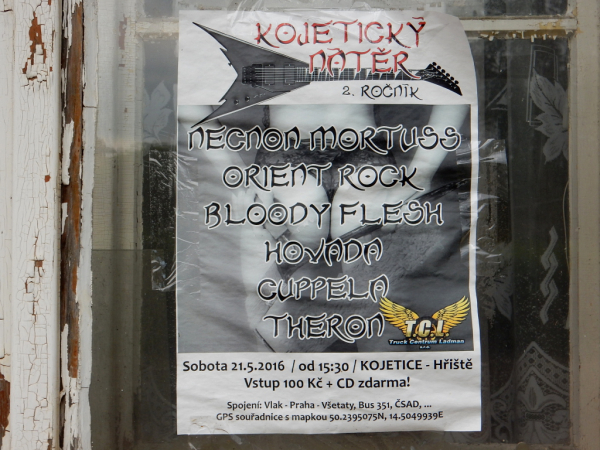 KOJETICKÝ
NÁTĚR
2. ROČNÍK
NECNON MORTUSS
ORIENT ROCK
BLOODY FLESH
HOVADA
CUPPELA
THERON
T.C.L.
Truck Centrum Ladman
s.r.o.
Sobota 21.5.2016 / od 15:30 / KOJETICE - Hřiště
Vstup 100 Kč + CD zdarma!
Spojení: Vlak - Praha - Všetaty, Bus 351, ČSAD, ...
GPS souřadnice s mapkou 50.2395075N, 14.5049939E